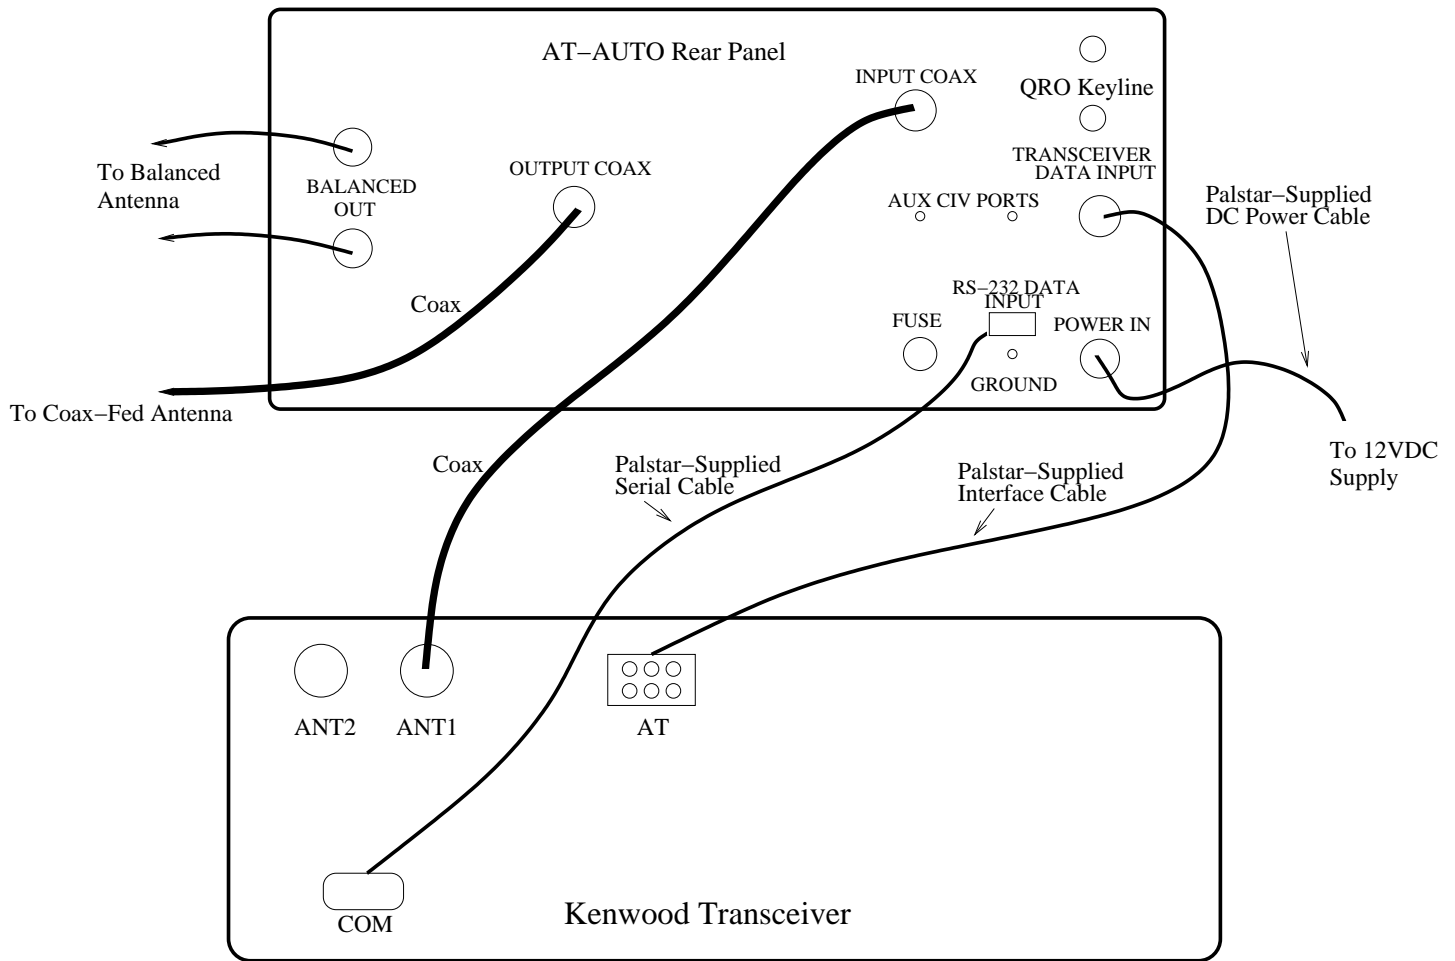 AT−AUTO Rear Panel
INPUT COAX
QRO Keyline
TRANSCEIVER
DATA INPUT
To Balanced
Antenna
BALANCED
OUT
OUTPUT COAX
AUX CIV PORTS
Palstar−Supplied
DC Power Cable
Coax
RS−232 DATA
INPUT
FUSE
POWER IN
GROUND
To Coax−Fed Antenna
To 12VDC
Supply
Coax
Palstar−Supplied
Serial Cable
Palstar−Supplied
Interface Cable
ANT2
ANT1
AT
COM
Kenwood Transceiver